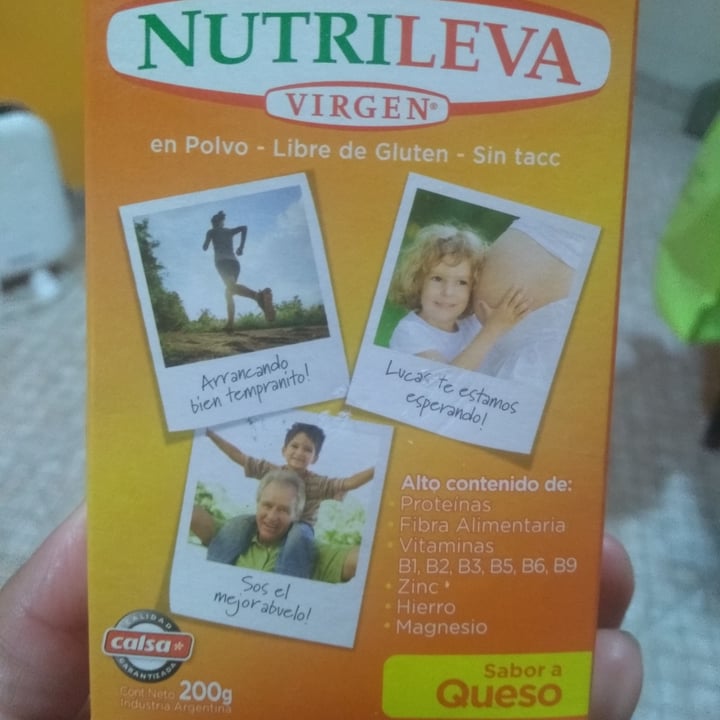 NUTRILEVA
VIRGEN®
en Polvo - Libre de Gluten - Sin tacc
Arrancando
bien tempranito!
Lucas te estamos
esperando!
Sos el
mejor abuelo!
Alto contenido de:
• Proteínas
• Fibra Alimentaria
• Vitaminas
B1, B2, B3, B5, B6, B9
• Zinc
• Hierro
• Magnesio
CALIDAD
calsa
GARANTIZADA
Cont Neto 200g
Industria Argentina
Sabor a
Queso